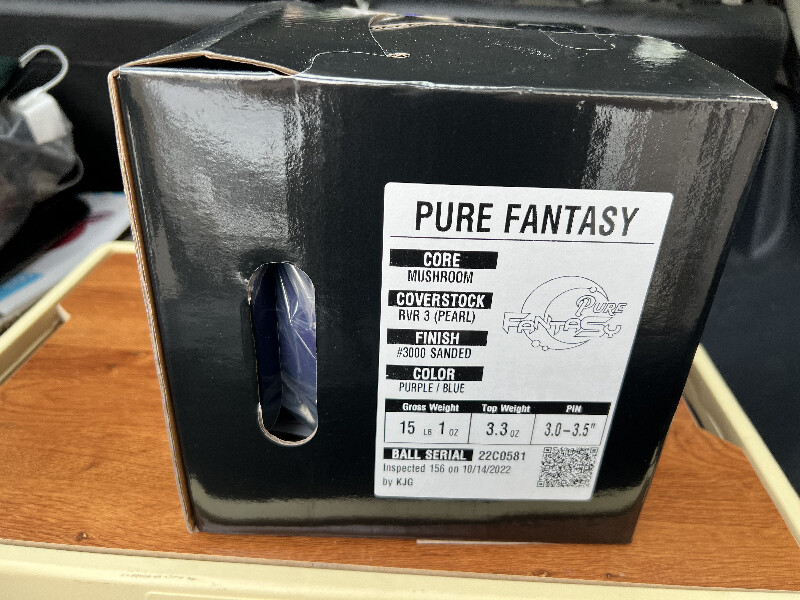 PURE FANTASY
CORE
MUSHROOM
COVERSTOCK
RVR 3 (PEARL)
FINISH
#3000 SANDED
COLOR
PURPLE / BLUE
PURE
FANTASY
Gross Weight Top Weight PIN
15 LB 1 OZ 3.3 OZ 3.0–3.5"
BALL SERIAL 22C0581
Inspected 156 on 10/14/2022
by KJG